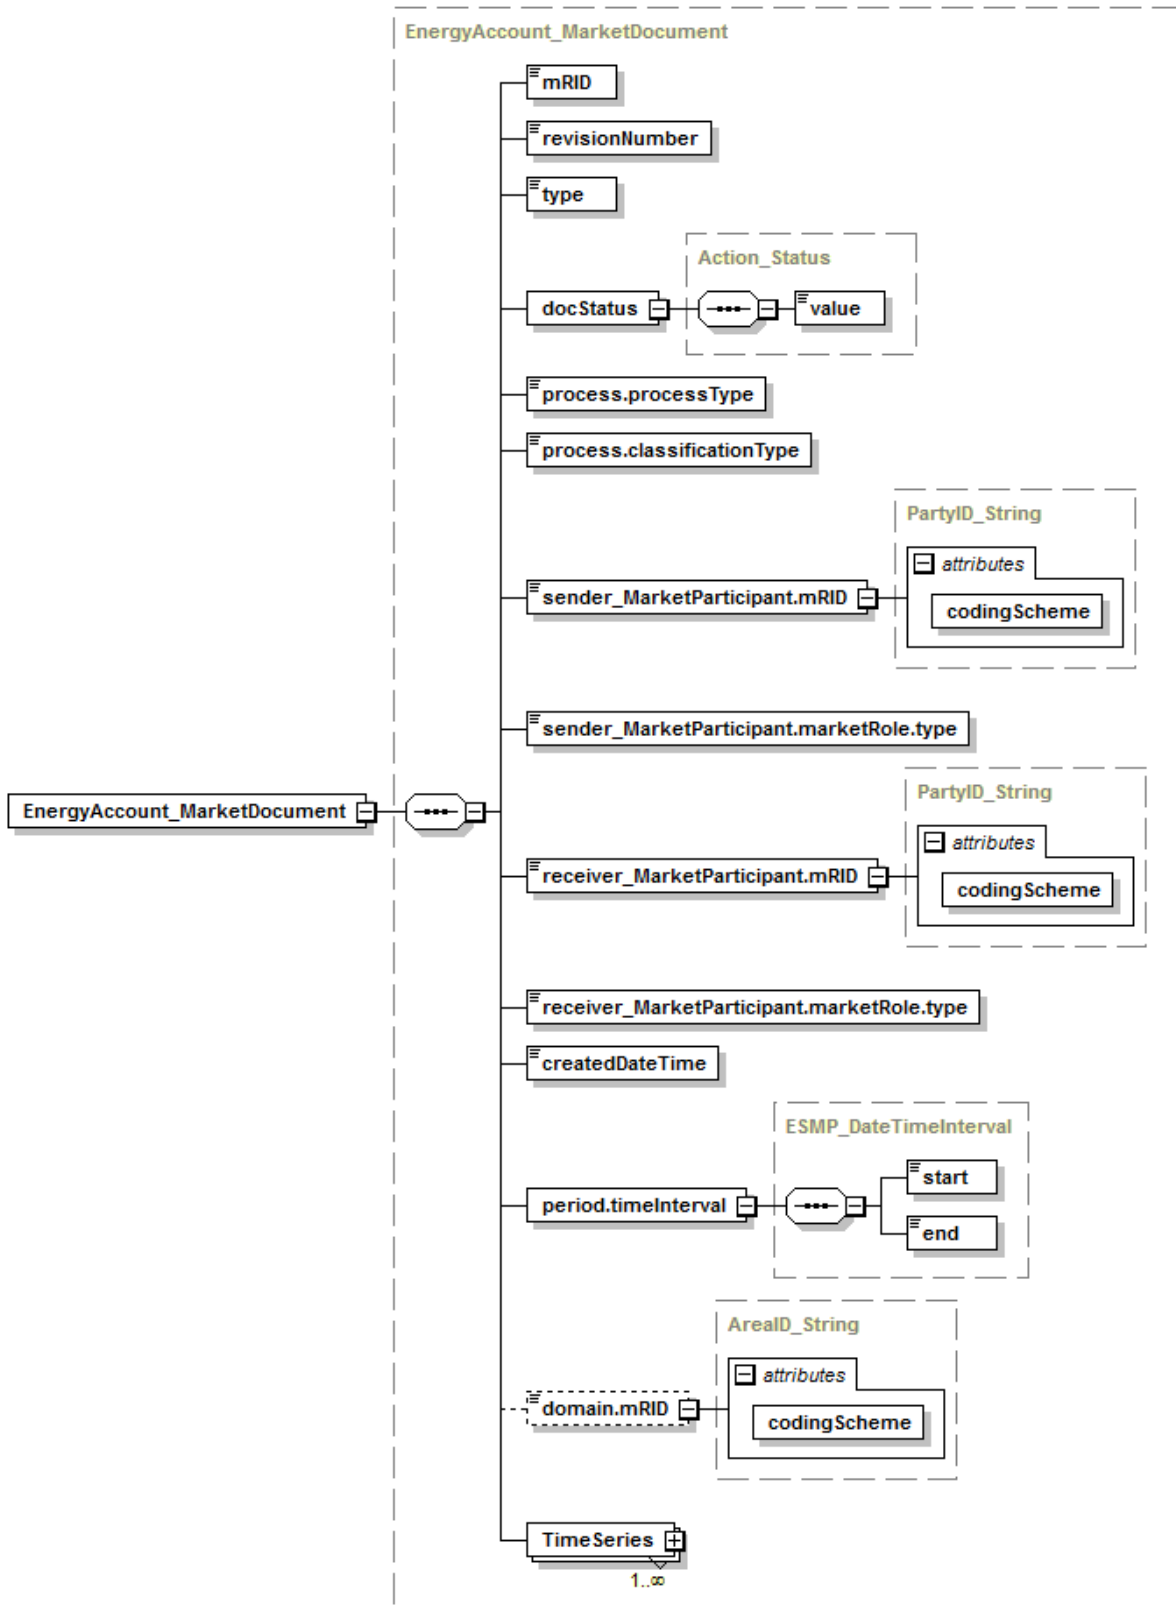 EnergyAccount_MarketDocument
mRID
revisionNumber
type
Action_Status
docStatus
value
process.processType
process.classificationType
PartyID_String
attributes
sender_MarketParticipant.mRID
codingScheme
sender_MarketParticipant.marketRole.type
PartyID_String
EnergyAccount_MarketDocument
attributes
receiver_MarketParticipant.mRID
codingScheme
receiver_MarketParticipant.marketRole.type
createdDateTime
ESMP_DateTimeInterval
start
period.timeInterval
end
AreaID_String
attributes
domain.mRID
codingScheme
TimeSeries
1..∞